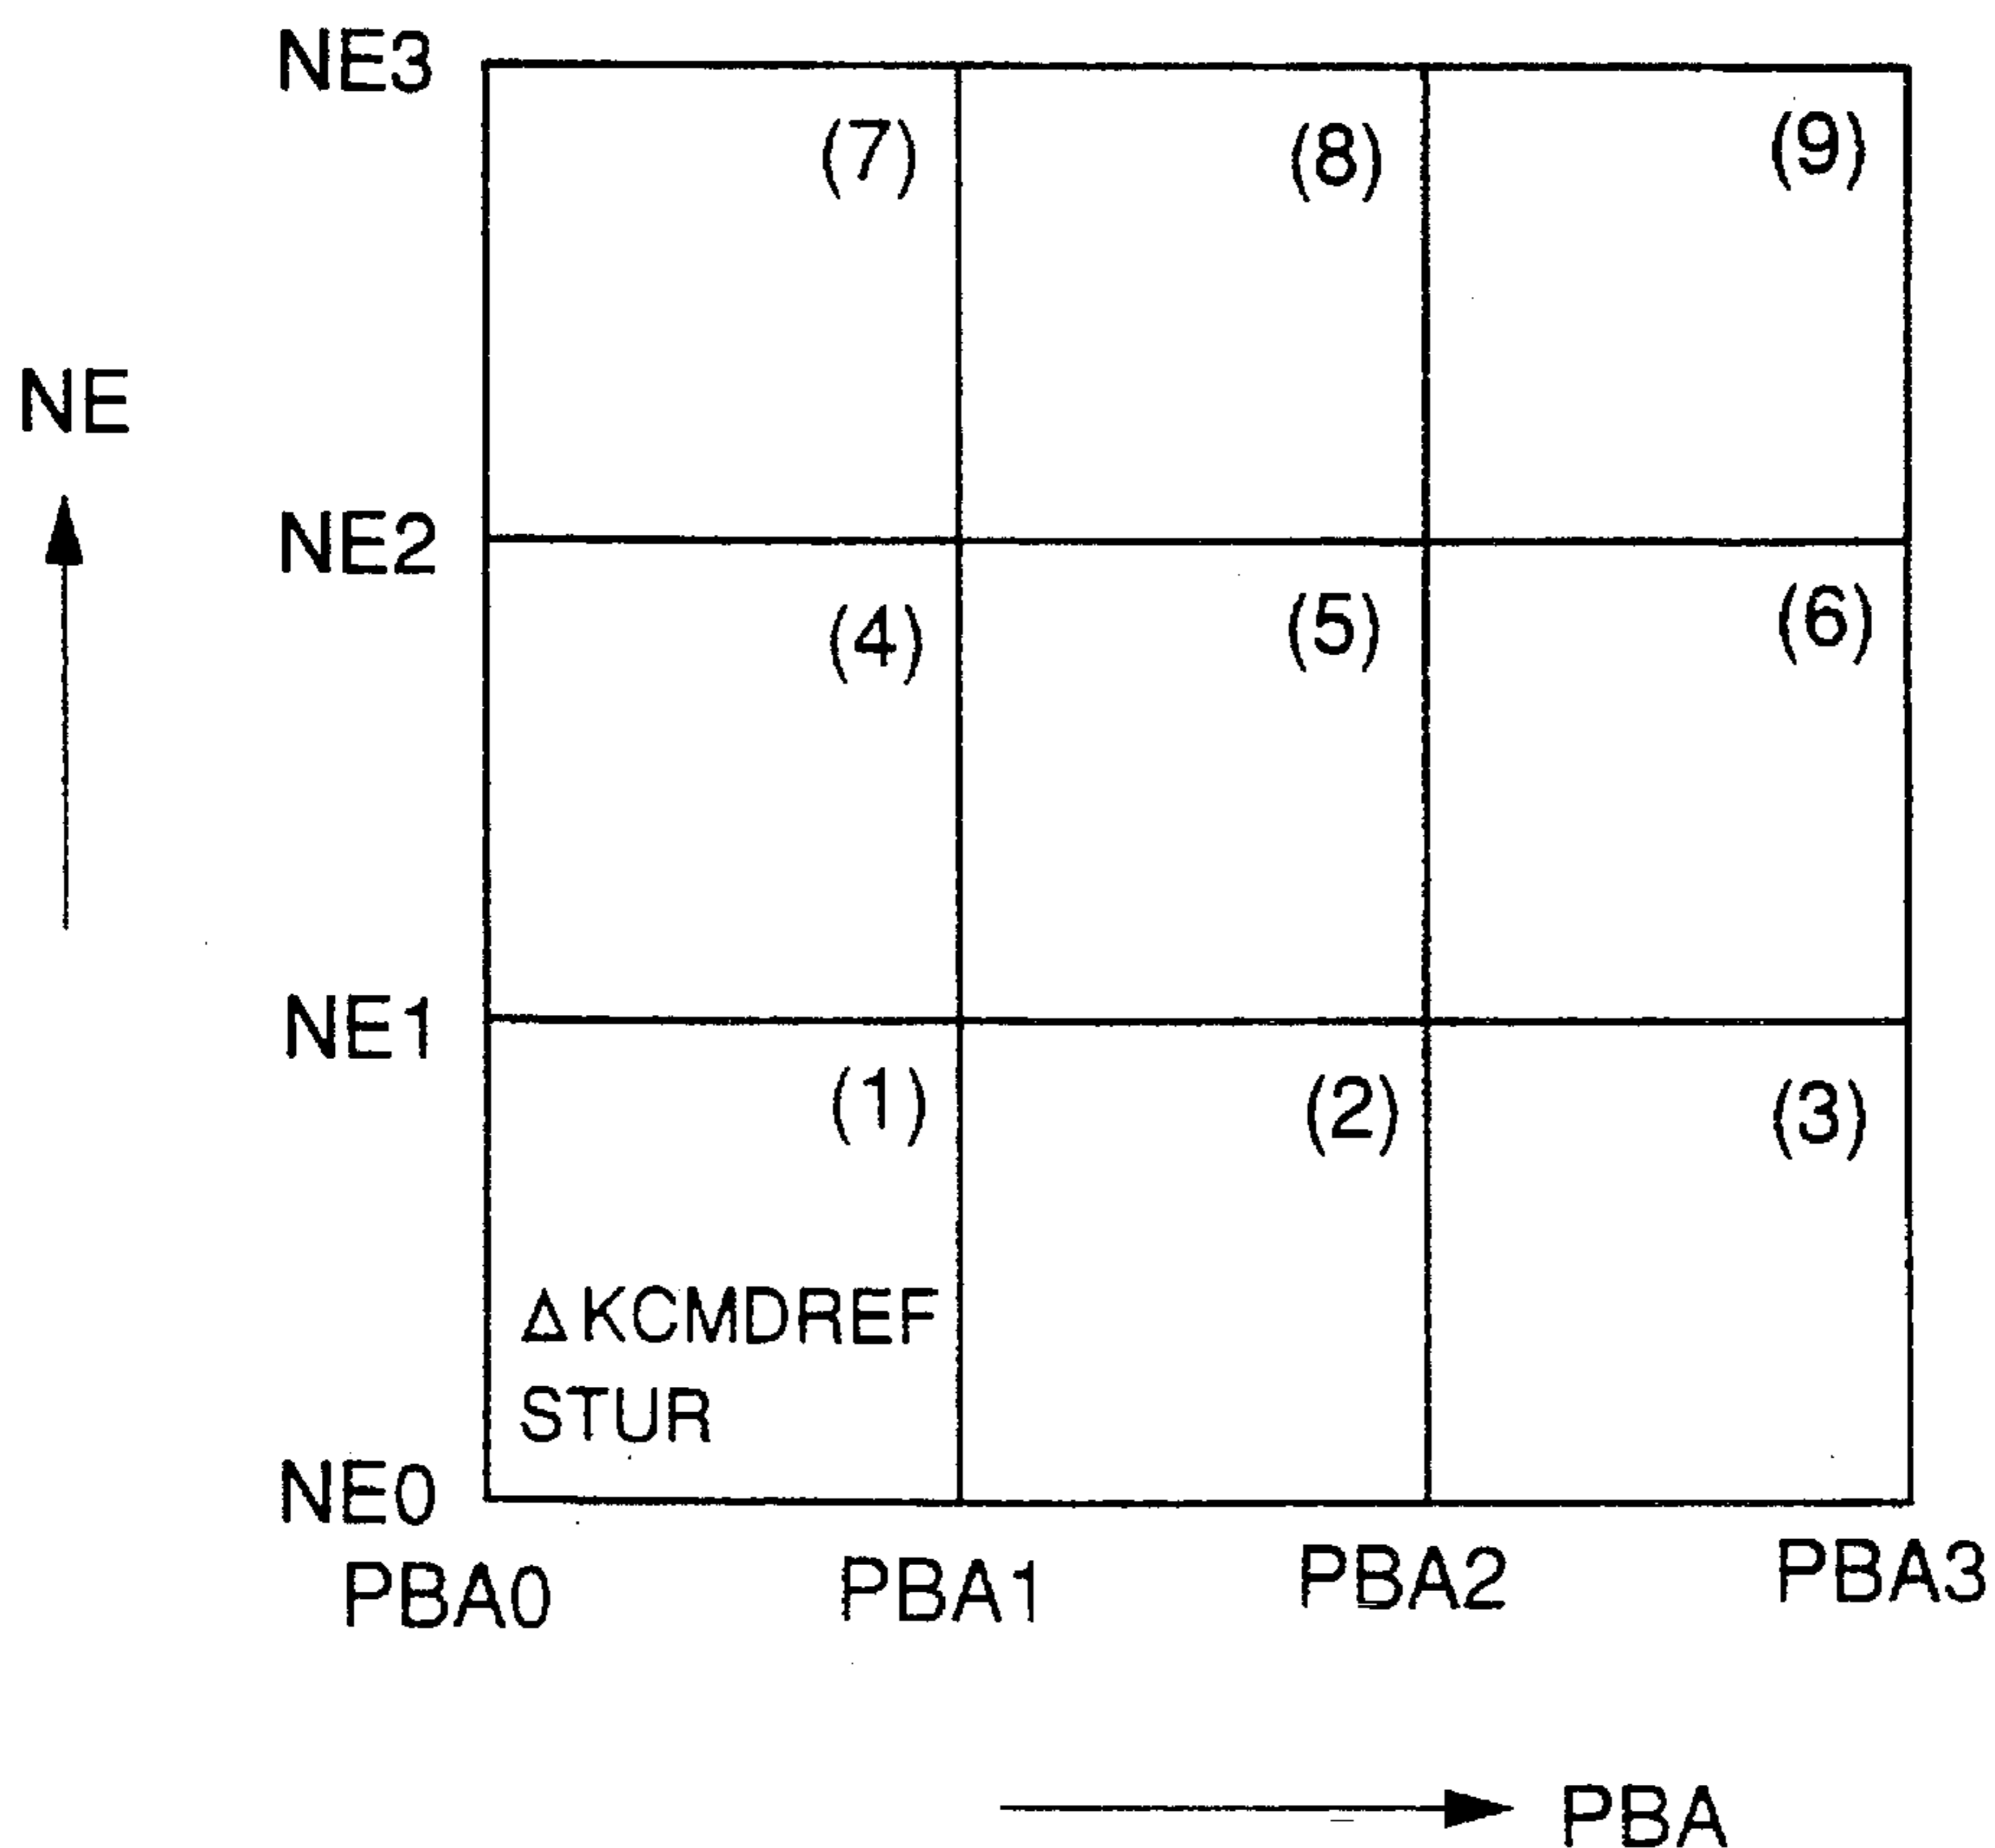 NE3
(7) (8) (9)
NE
NE2
(4) (5) (6)
NE1
(1) (2) (3)
Δ KCMDREF
STUR
NE0
PBA0 PBA1 PBA2 PBA3
PBA